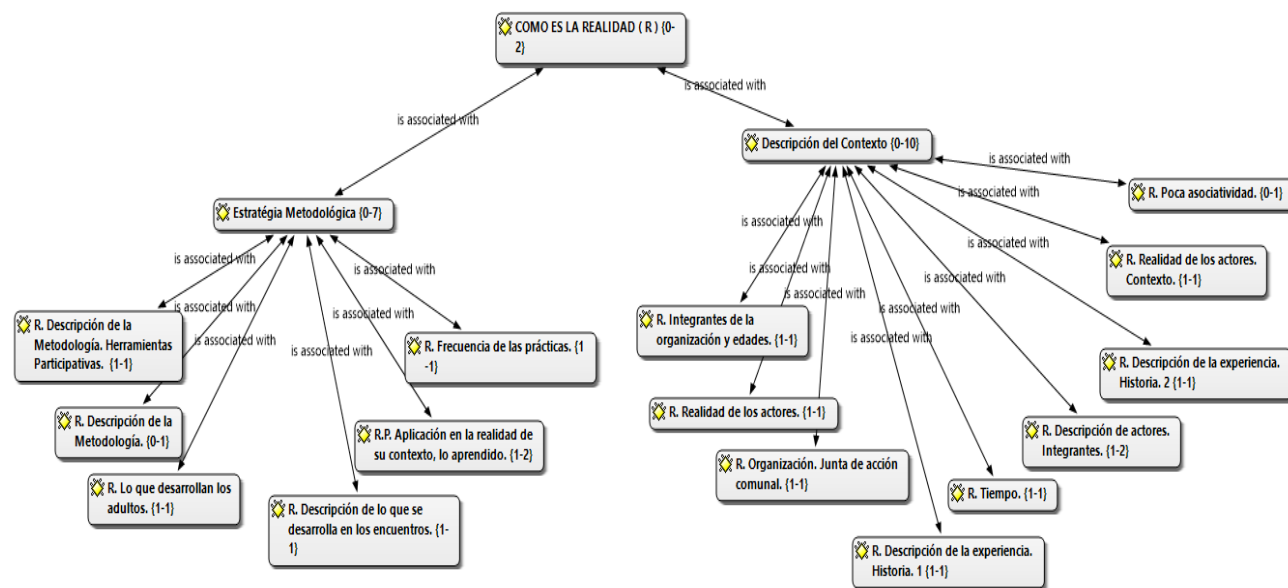 COMO ES LA REALIDAD ( R ) {0-
2}
is associated with
is associated with
Descripción del Contexto {0-10}
is associated with
R. Poca asociatividad. {0-1}
Estratégia Metodológica {0-7}
is associated with
is associated with
is associated with
R. Realidad de los actores.
Contexto. {1-1}
is associated with
is associated with
is associated with
is associated with
is associated with
is associated with
is associated with
is associated with
is associated with
is associated with
R. Descripción de la
Metodología. Herramientas
Participativas. {1-1}
R. Frecuencia de las prácticas. {1
-1}
R. Integrantes de la
organización y edades. {1-1}
R. Descripción de la experiencia.
Historia. 2 {1-1}
R. Descripción de la
Metodología. {0-1}
R.P. Aplicación en la realidad de
su contexto, lo aprendido. {1-2}
R. Realidad de los actores. {1-1}
R. Descripción de actores.
Integrantes. {1-2}
R. Lo que desarrollan los
adultos. {1-1}
R. Descripción de lo que se
desarrolla en los encuentros. {1-
1}
R. Organización. Junta de acción
comunal. {1-1}
R. Tiempo. {1-1}
R. Descripción de la experiencia.
Historia. 1 {1-1}